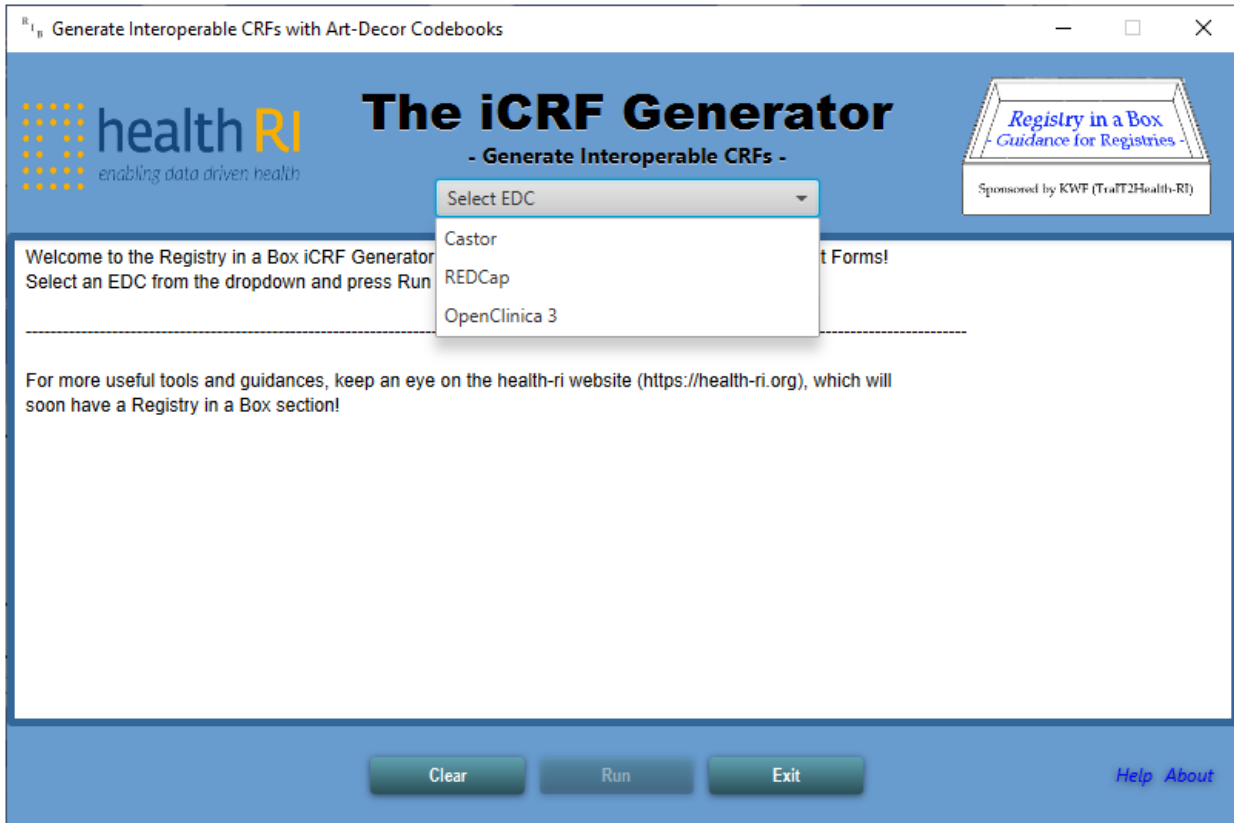 R I B Generate Interoperable CRFs with Art-Decor Codebooks
health RI
enabling data driven health
The iCRF Generator
- Generate Interoperable CRFs -
Registry in a Box
- Guidance for Registries -
Sponsored by KWF (TraIT2Health-RI)
Select EDC
Castor
REDCap
OpenClinica 3
Welcome to the Registry in a Box iCRF Generator t Forms!
Select an EDC from the dropdown and press Run
--------------------------------------------------------------------------------
For more useful tools and guidances, keep an eye on the health-ri website (https://health-ri.org), which will
soon have a Registry in a Box section!
Clear
Run
Exit
Help About